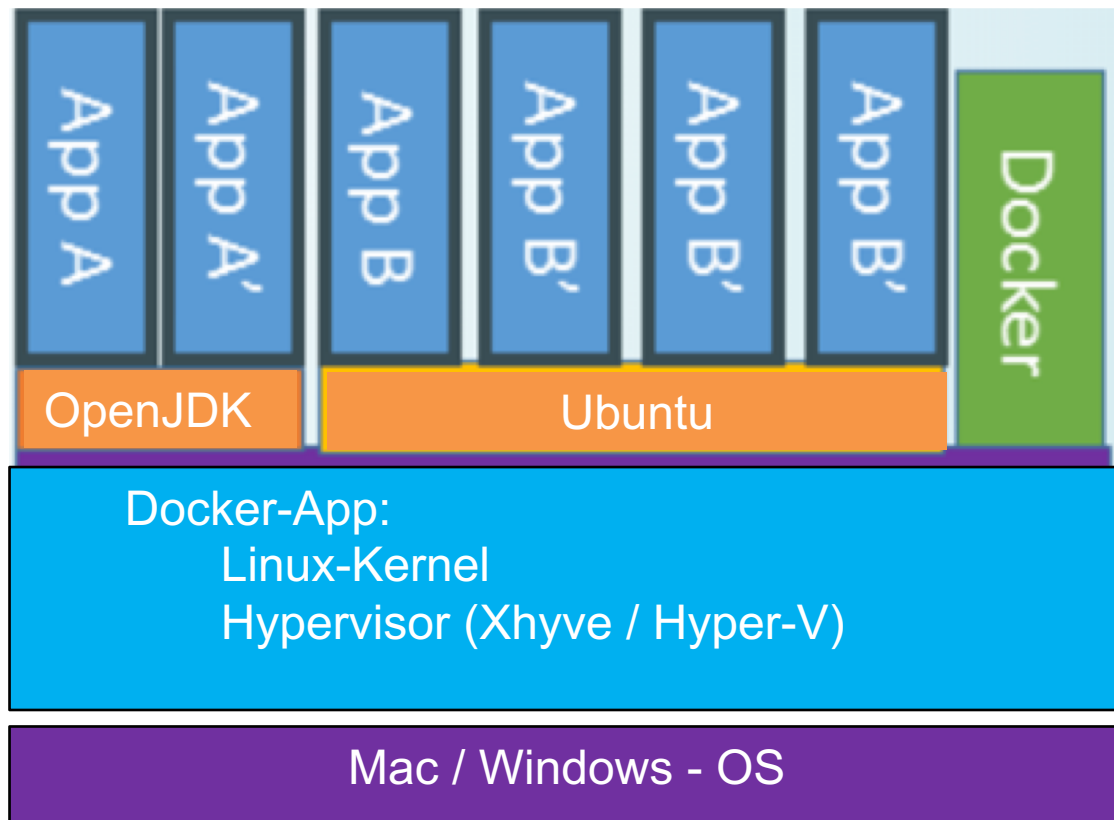 App A
App A'
App B
App B'
App B'
App B'
Docker
OpenJDK
Ubuntu
Docker-App:
Linux-Kernel
Hypervisor (Xhyve / Hyper-V)
Mac / Windows - OS